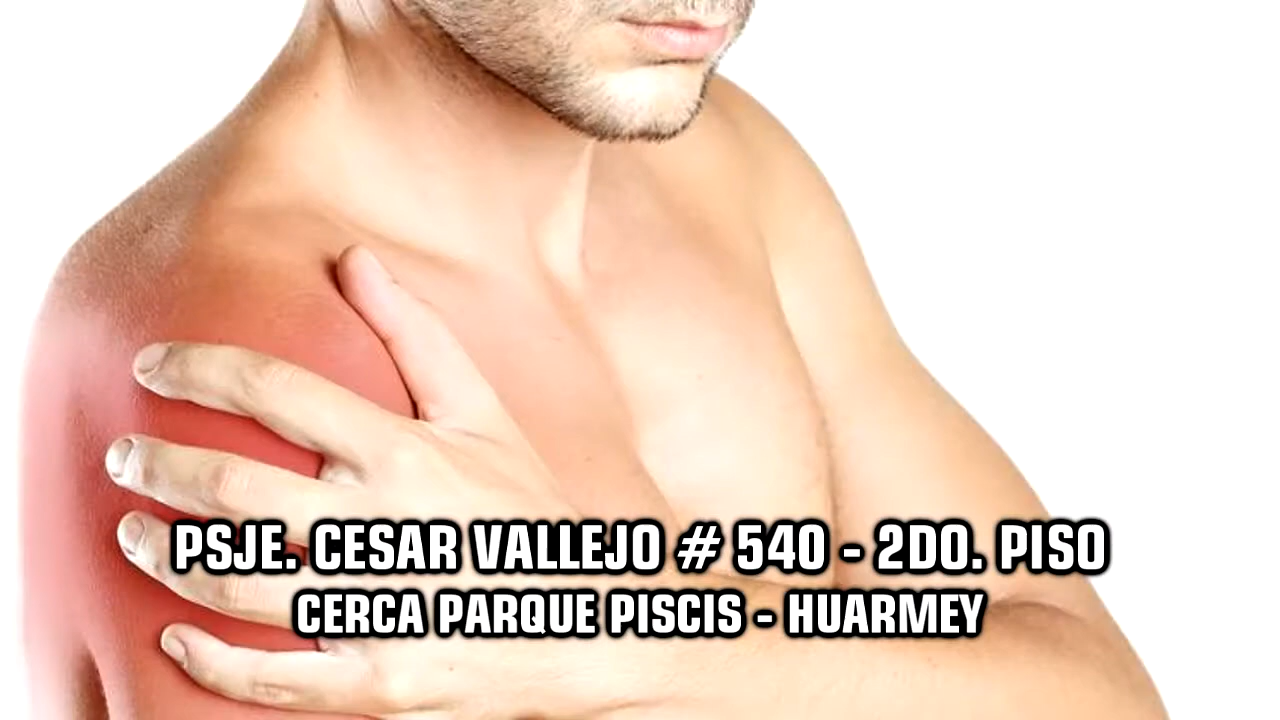 PSJE. CESAR VALLEJO # 540 - 2DO. PISO
CERCA PARQUE PISCIS - HUARMEY